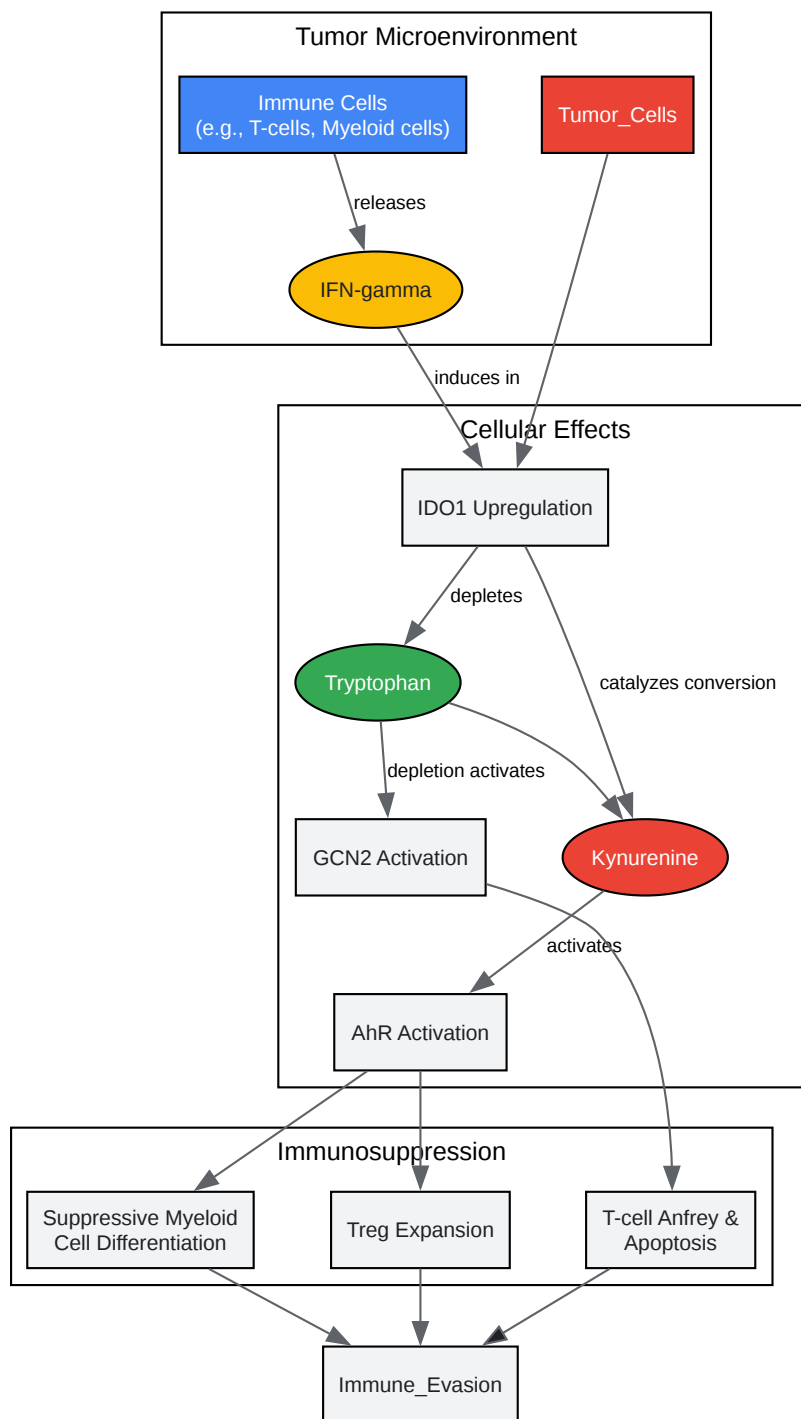 Tumor Microenvironment
Immune Cells
(e.g., T-cells, Myeloid cells)
Tumor_Cells
releases
IFN-gamma
induces in
Cellular Effects
IDO1 Upregulation
depletes
Tryptophan
catalyzes conversion
depletion activates
GCN2 Activation
Kynurenine
activates
AhR Activation
Immunosuppression
Suppressive Myeloid
Cell Differentiation
Treg Expansion
T-cell Anfrey &
Apoptosis
Immune_Evasion